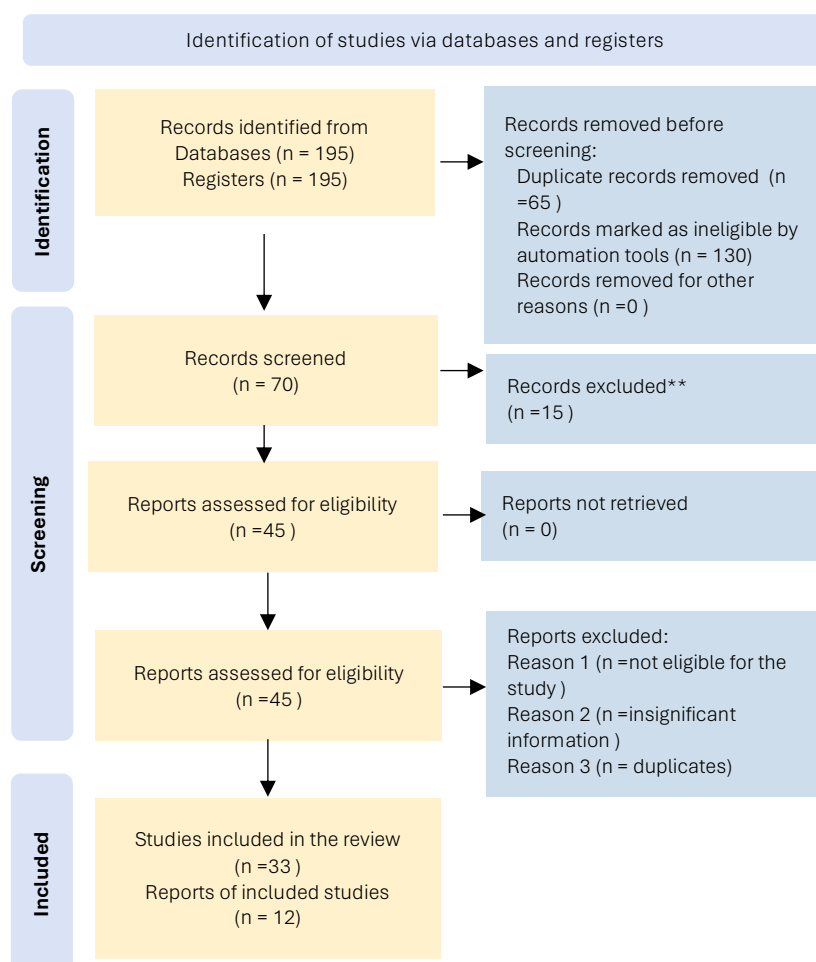 Identification of studies via databases and registers
Identification
Records identified from
Databases (n = 195)
Registers (n = 195)
Records removed before
screening:
Duplicate records removed  (n
=65 )
Records marked as ineligible by
automation tools (n = 130)
Records removed for other
reasons (n =0 )
Screening
Records screened
(n = 70)
Records excluded**
(n =15 )
Reports assessed for eligibility
(n =45 )
Reports not retrieved
(n = 0)
Reports assessed for eligibility
(n =45 )
Reports excluded:
Reason 1 (n =not eligible for the
study )
Reason 2 (n =insignificant
information )
Reason 3 (n = duplicates)
Included
Studies included in the review
(n =33 )
Reports of included studies
(n = 12)